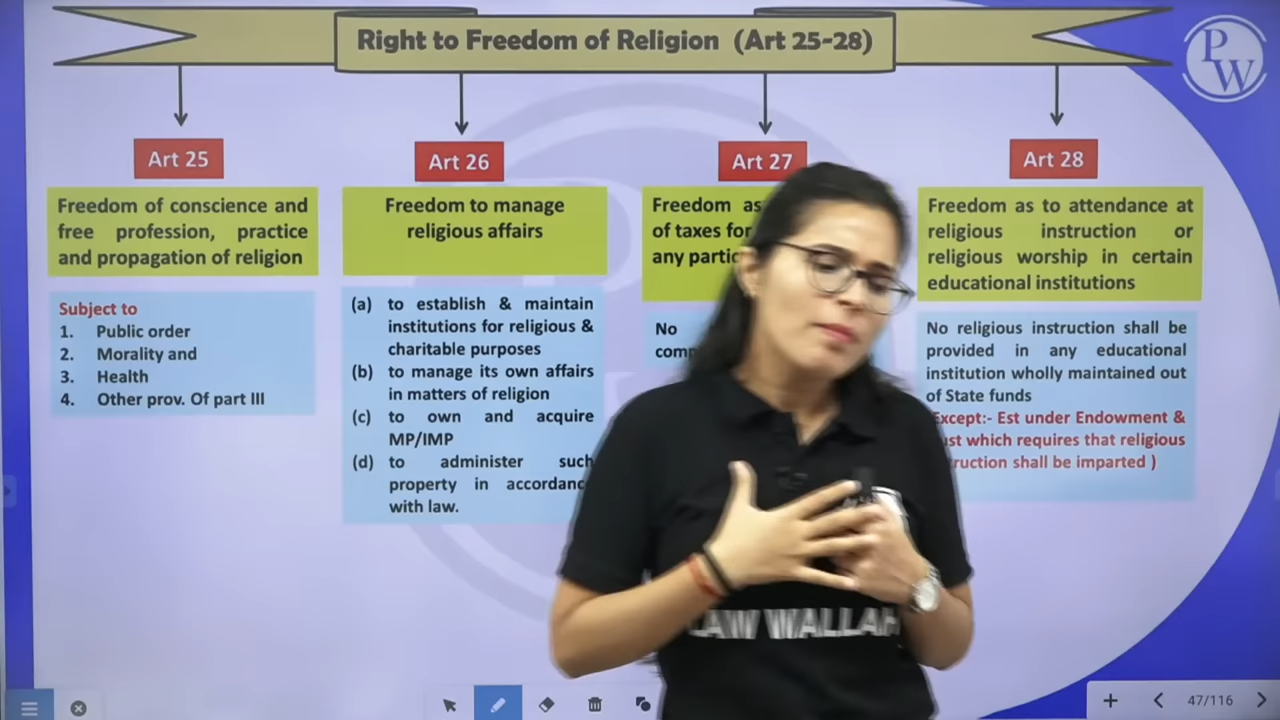 Right to Freedom of Religion (Art 25-28)
PW
Art 25
Freedom of conscience and
free profession, practice
and propagation of religion
Subject to
1. Public order
2. Morality and
3. Health
4. Other prov. Of part III
Art 26
Freedom to manage
religious affairs
(a) to establish & maintain
institutions for religious &
charitable purposes
(b) to manage its own affairs
in matters of religion
(c) to own and acquire
MP/IMP
(d) to administer such
property in accordance
with law.
Art 27
Freedom as
of taxes for
any
No
Art 28
Freedom as to attendance at
religious instruction or
religious worship in certain
educational institutions
No religious instruction shall be
provided in any educational
institution wholly maintained out
of State funds
Except:- Est under Endowment &
which requires that religious
shall be imparted )
LAW WALLAH
47/116